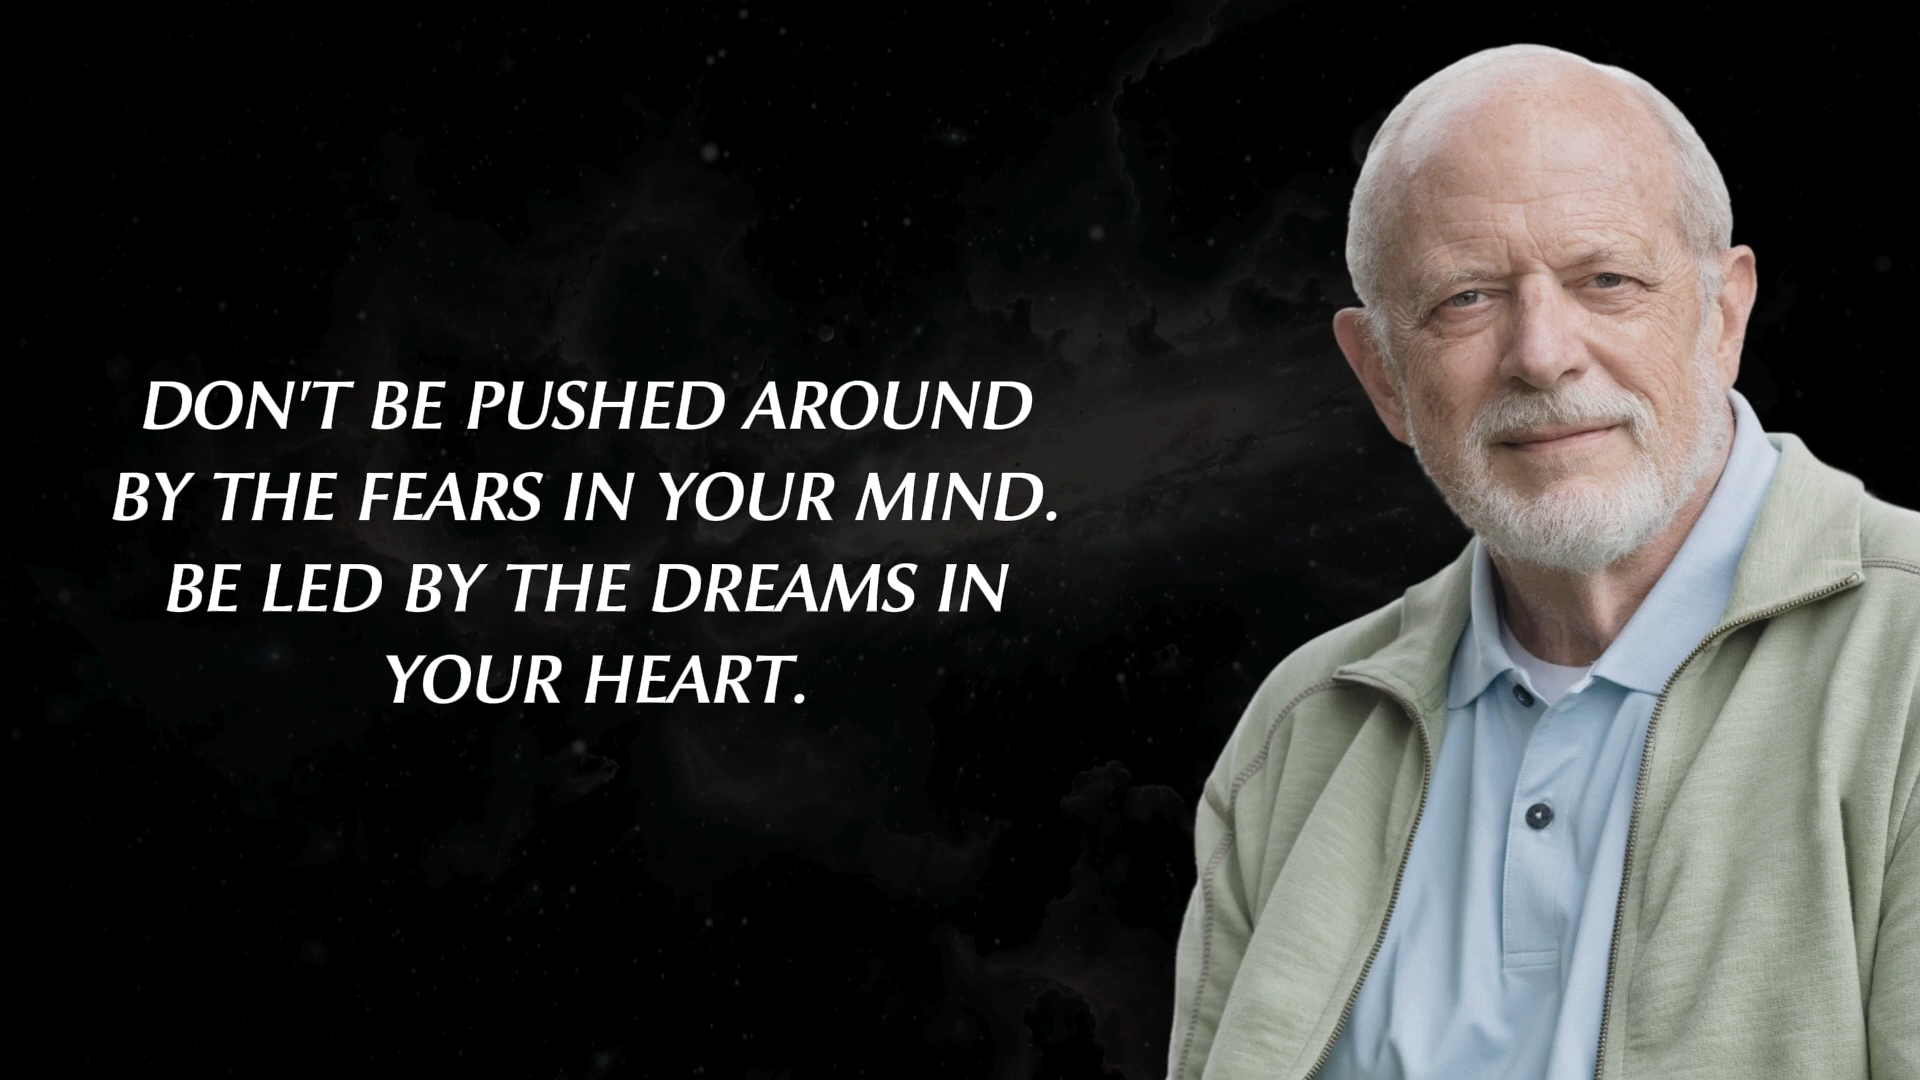 DON'T BE PUSHED AROUND
BY THE FEARS IN YOUR MIND.
BE LED BY THE DREAMS IN
YOUR HEART.